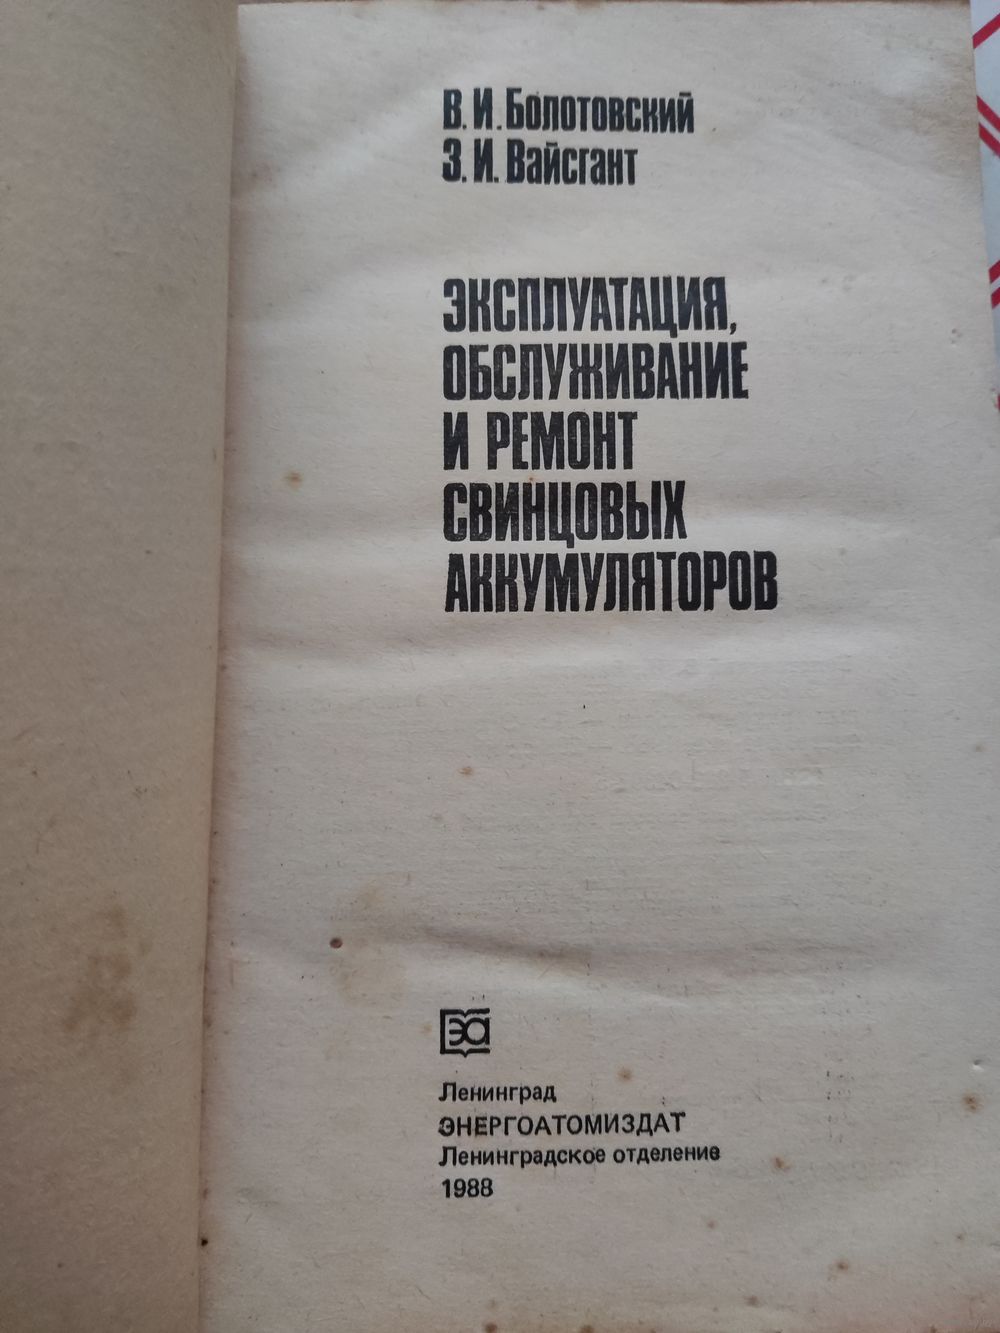 В. И. Болотовский
З. И. Вайсгант
ЭКСПЛУАТАЦИЯ,
ОБСЛУЖИВАНИЕ
И РЕМОНТ
СВИНЦОВЫХ
АККУМУЛЯТОРОВ
ЭА
Ленинград
ЭНЕРГОАТОМИЗДАТ
Ленинградское отделение
1988